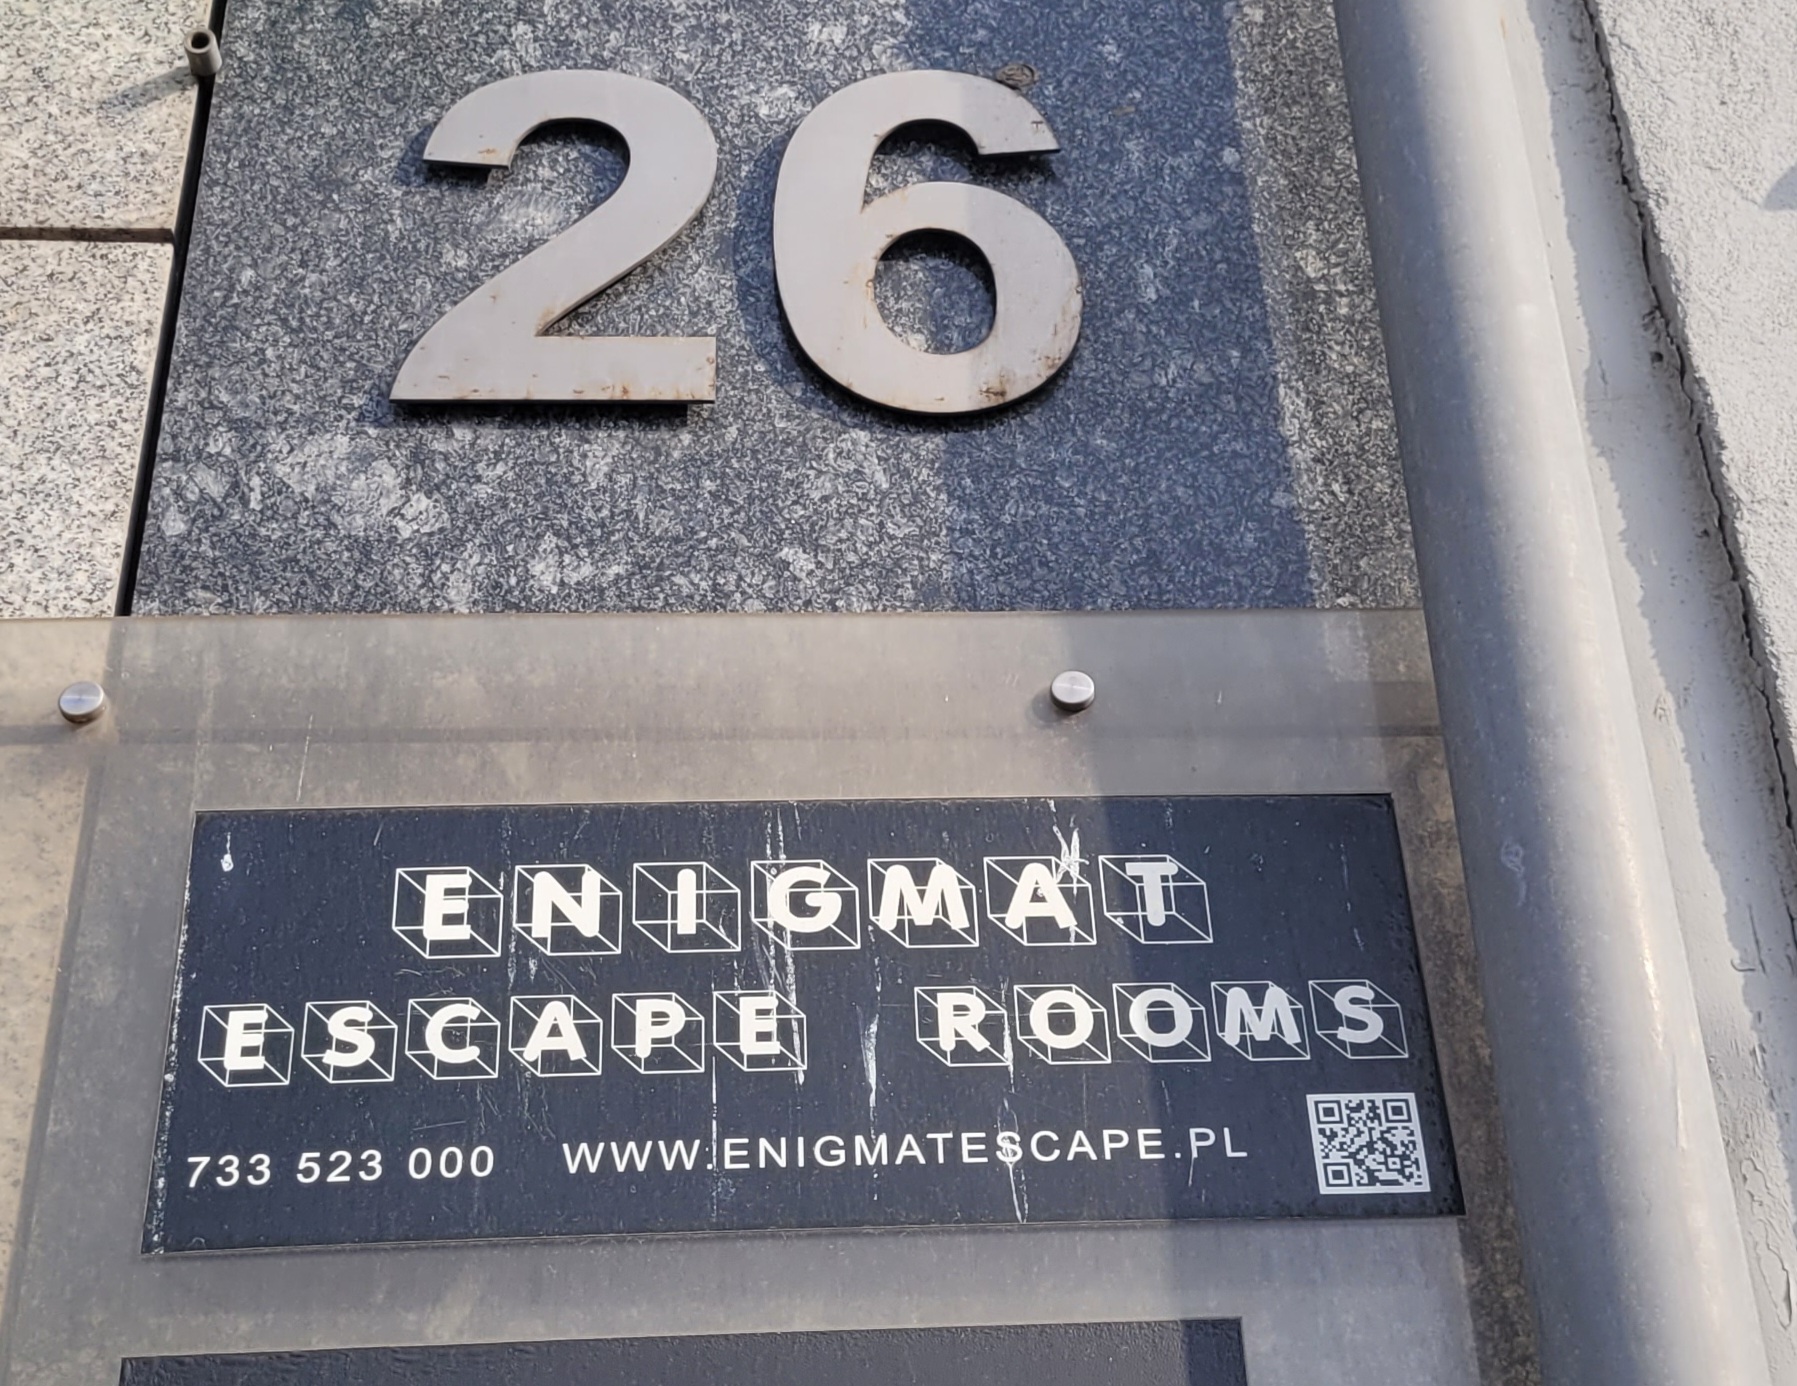 26
ENIGMAT
ESCAPE ROOMS
733 523 000 WWW.ENIGMATESCAPE.PL